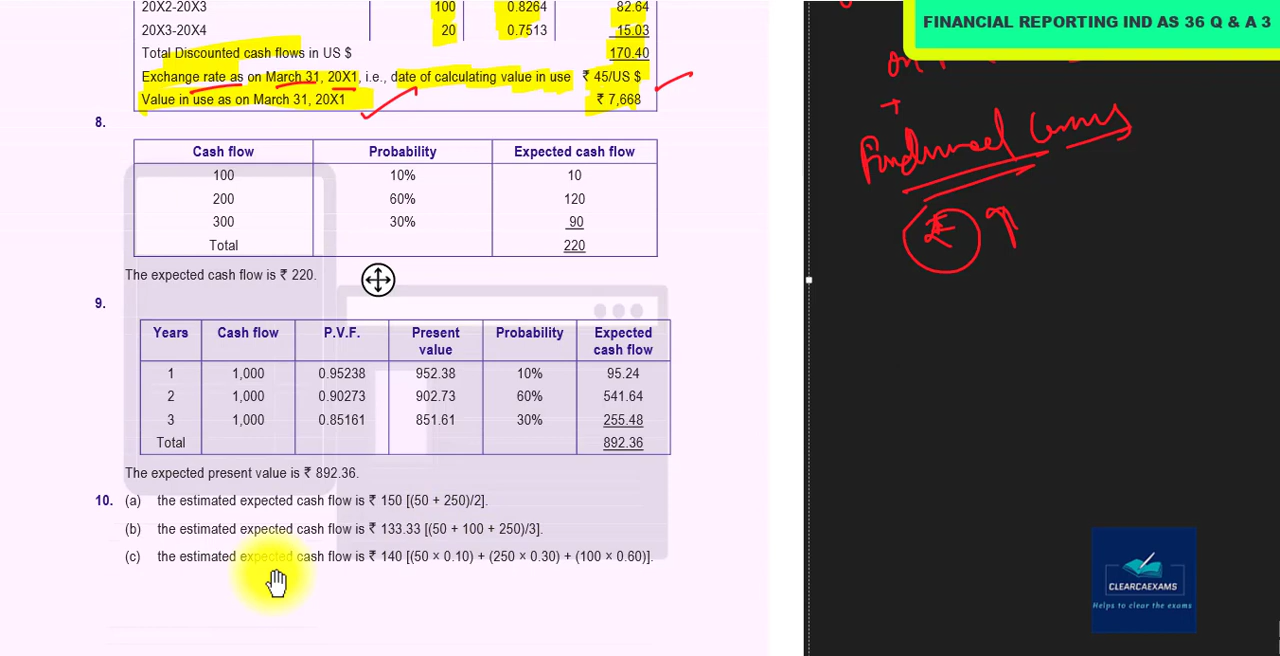 20X2-20X3 100 0.8264 82.64
20X3-20X4 20 0.7513 15.03
Total Discounted cash flows in US $ 170.40
Exchange rate as on March 31, 20X1, i.e., date of calculating value in use ₹ 45/US $
Value in use as on March 31, 20X1 ₹ 7,668
8.
Cash flow Probability Expected cash flow
100 10% 10
200 60% 120
300 30% 90
Total 220
The expected cash flow is ₹ 220.
9.
Years Cash flow P.V.F. Present value Probability Expected cash flow
1 1,000 0.95238 952.38 10% 95.24
2 1,000 0.90273 902.73 60% 541.64
3 1,000 0.85161 851.61 30% 255.48
Total 892.36
The expected present value is ₹ 892.36.
10. (a) the estimated expected cash flow is ₹ 150 [(50 + 250)/2].
(b) the estimated expected cash flow is ₹ 133.33 [(50 + 100 + 250)/3].
(c) the estimated expected cash flow is ₹ 140 [(50 × 0.10) + (250 × 0.30) + (100 × 0.60)].
FINANCIAL REPORTING IND AS 36 Q & A 3
CLEARCAEXAMS
Helps to clear the exams